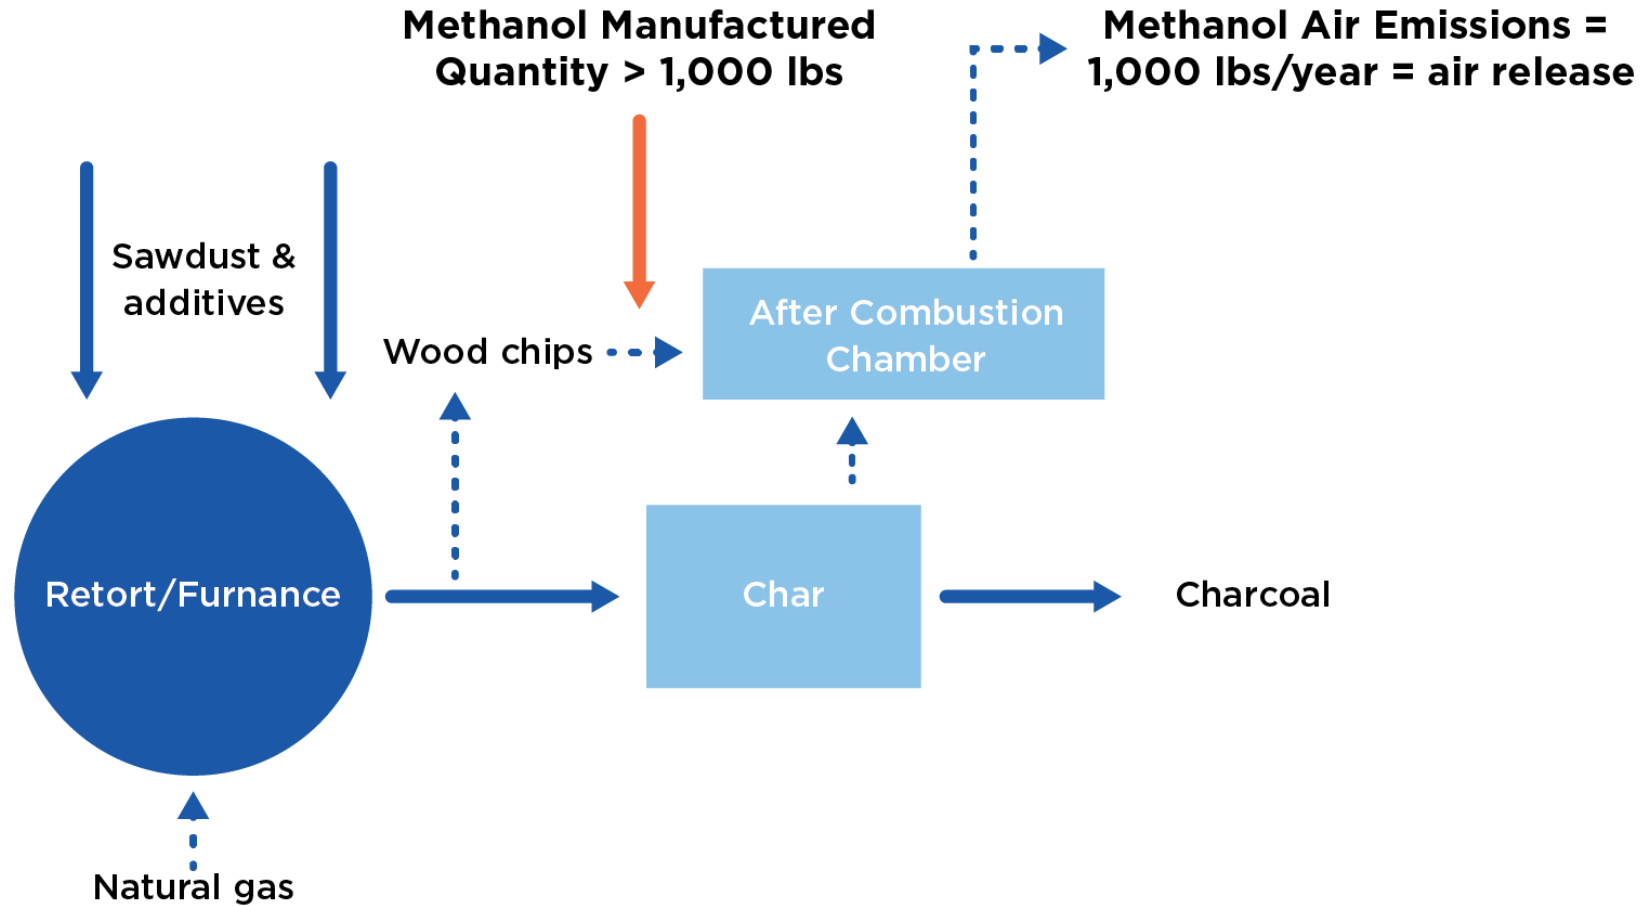 Methanol Manufactured
Quantity > 1,000 lbs
Methanol Air Emissions =
1,000 lbs/year = air release
Sawdust &
additives
Wood chips
After Combustion
Chamber
Retort/Furnance
Char
Charcoal
Natural gas